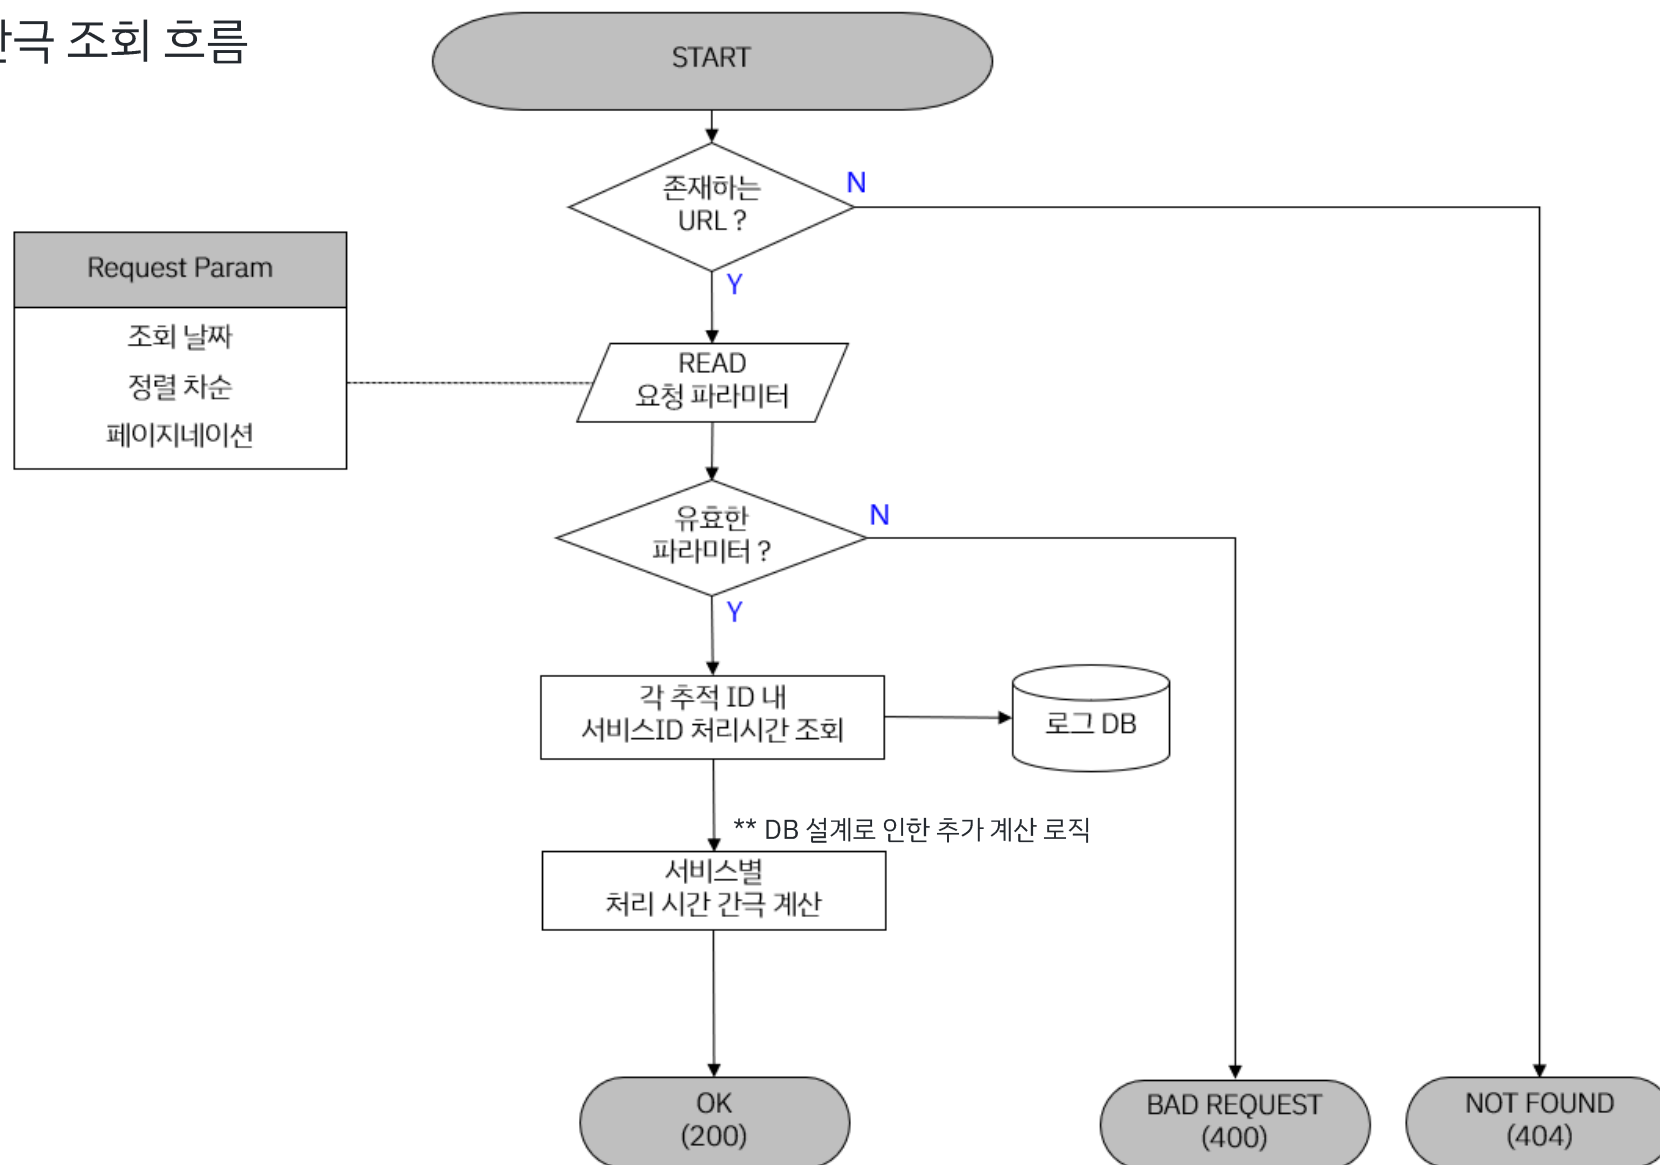 조회 흐름
START
존재하는
URL ?
N
Y
Request Param
조회 날짜
정렬 차순
페이지네이션
READ
요청 파라미터
유효한
파라미터 ?
N
Y
각 추적 ID 내
서비스ID 처리시간 조회
로그 DB
** DB 설계로 인한 추가 계산 로직
서비스별
처리 시간 간극 계산
OK
(200)
BAD REQUEST
(400)
NOT FOUND
(404)